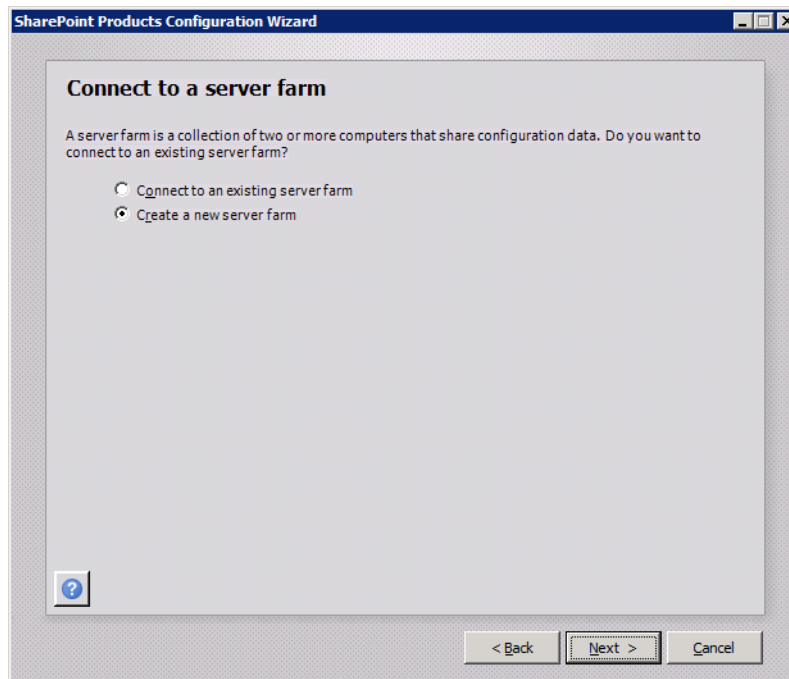 SharePoint Products Configuration Wizard
Connect to a server farm
A server farm is a collection of two or more computers that share configuration data. Do you want to
connect to an existing server farm?
Connect to an existing server farm
Create a new server farm
?
< Back Next > Cancel